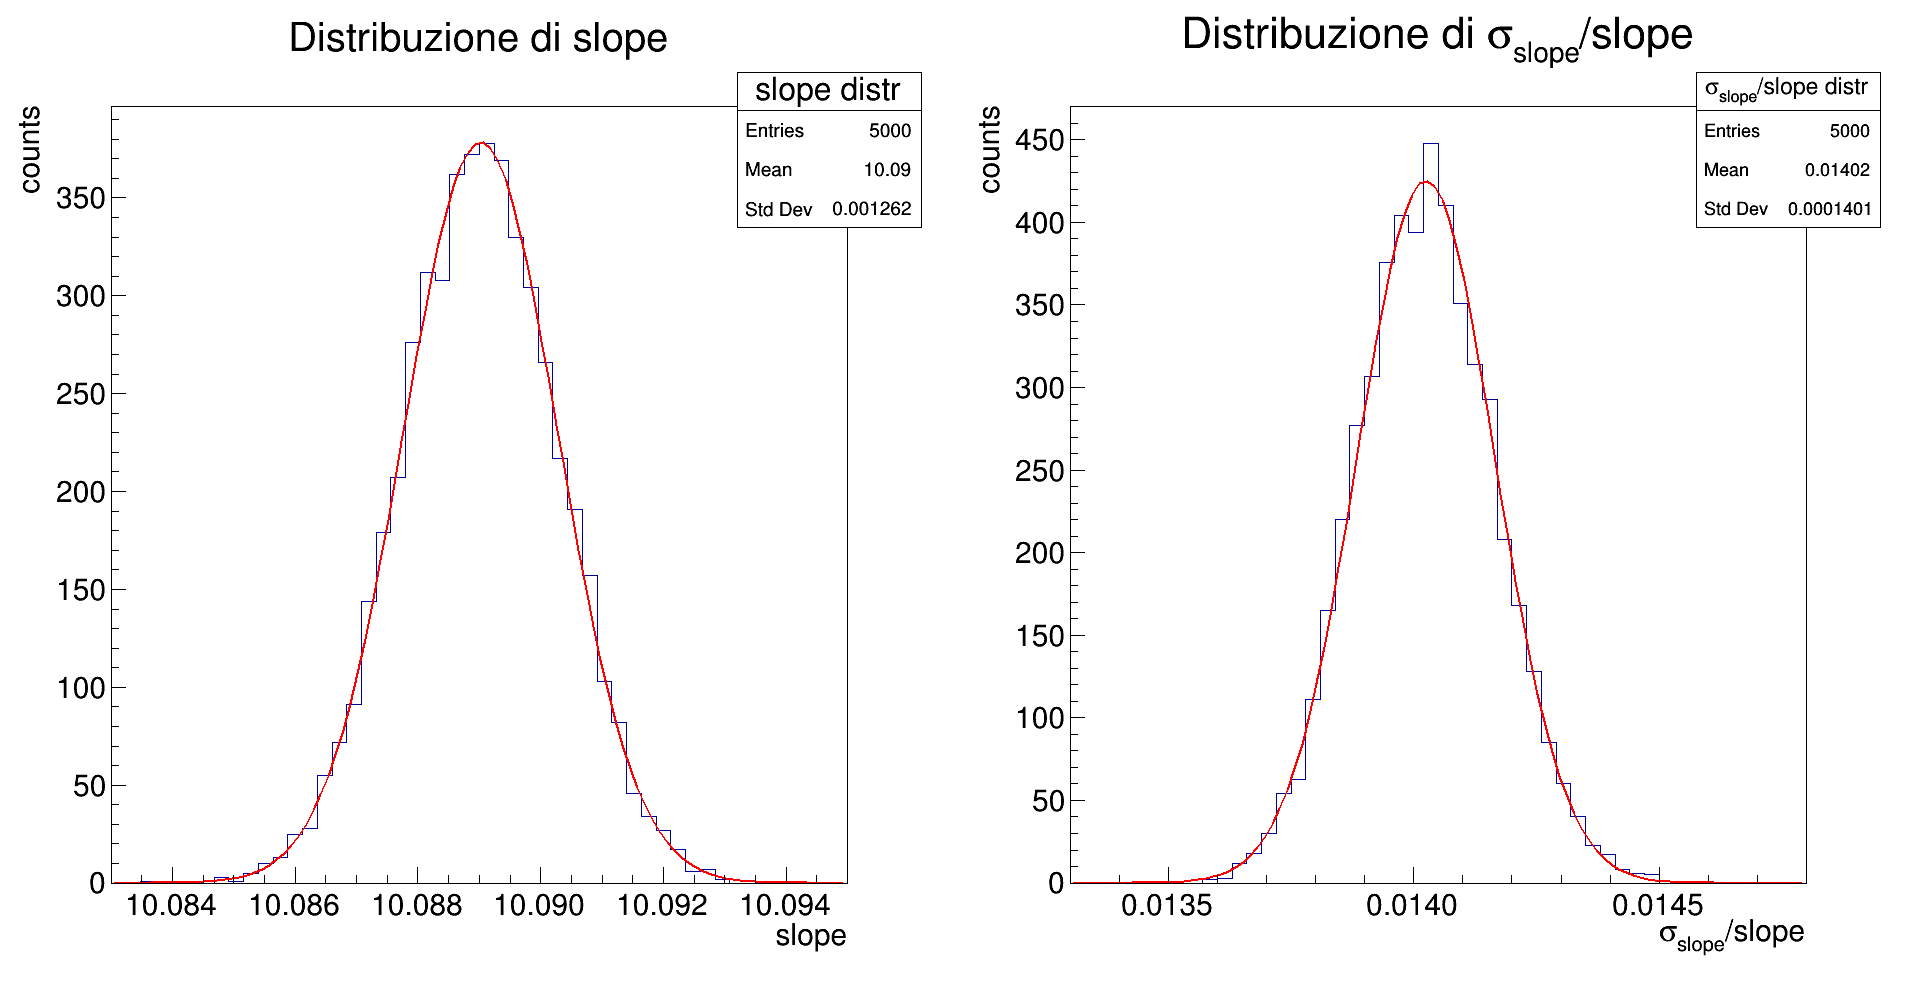 Distribuzione di slope
counts
slope distr
Entries 5000
Mean 10.09
Std Dev 0.001262
350
300
250
200
150
100
50
0
10.084 10.086 10.088 10.090 10.092 10.094
slope
Distribuzione di σslope/slope
counts
σslope/slope distr
Entries 5000
Mean 0.01402
Std Dev 0.0001401
450
400
350
300
250
200
150
100
50
0
0.0135 0.0140 0.0145
σslope/slope